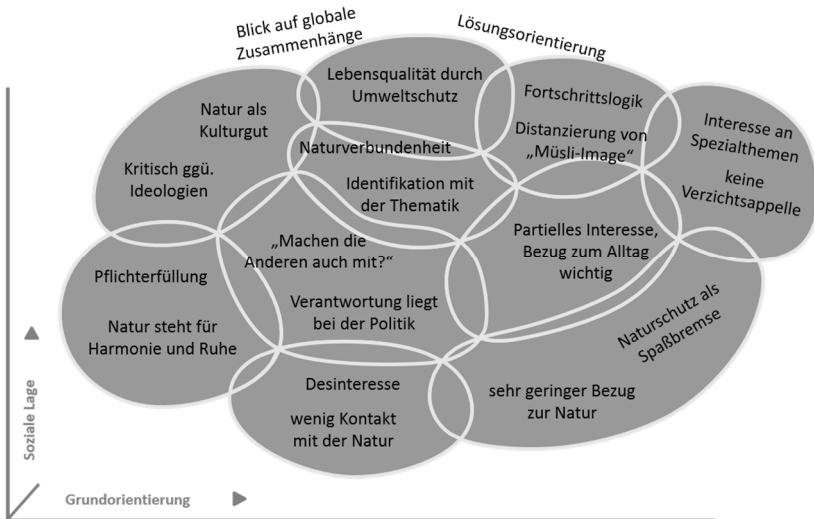 Blick auf globale
Zusammenhänge
Lösungsorientierung
Lebensqualität durch
Umweltschutz
Fortschrittslogik
Distanzierung von
„Müsli-Image“
Interesse an
Spezialthemen
keine
Verzichtsappelle
Natur als
Kulturgut
Kritisch ggü.
Ideologien
Naturverbundenheit
Identifikation mit
der Thematik
Partielles Interesse,
Bezug zum Alltag
wichtig
„Machen die
Anderen auch mit?“
Verantwortung liegt
bei der Politik
Pflichterfüllung
Natur steht für
Harmonie und Ruhe
Naturschutz als
Spaßbremse
sehr geringer Bezug
zur Natur
Desinteresse
wenig Kontakt
mit der Natur
Soziale Lage
Grundorientierung